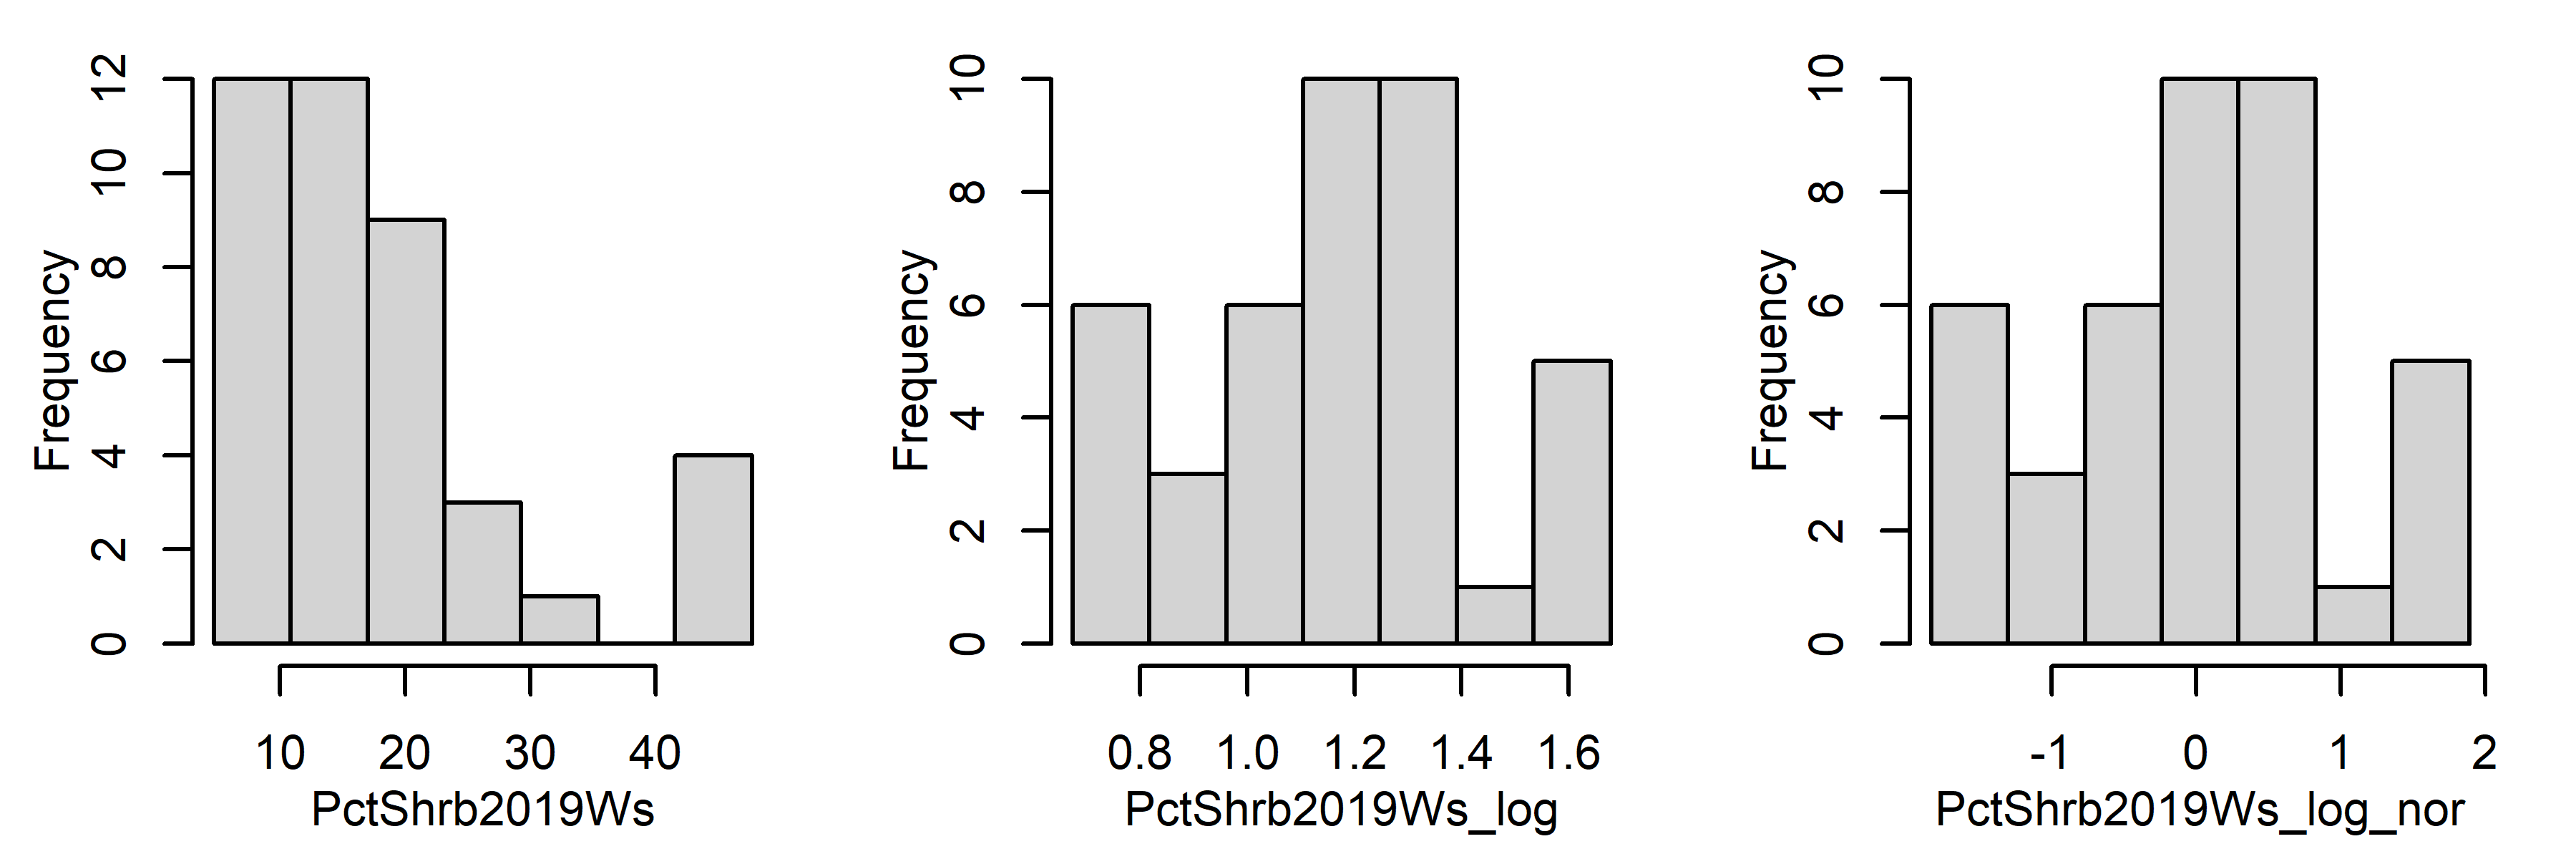 Frequency
0 2 4 6 8 10 12
10 20 30 40
PctShrb2019Ws
Frequency
0 2 4 6 8 10
0.8 1.0 1.2 1.4 1.6
PctShrb2019Ws_log
Frequency
0 2 4 6 8 10
-1 0 1 2
PctShrb2019Ws_log_nor